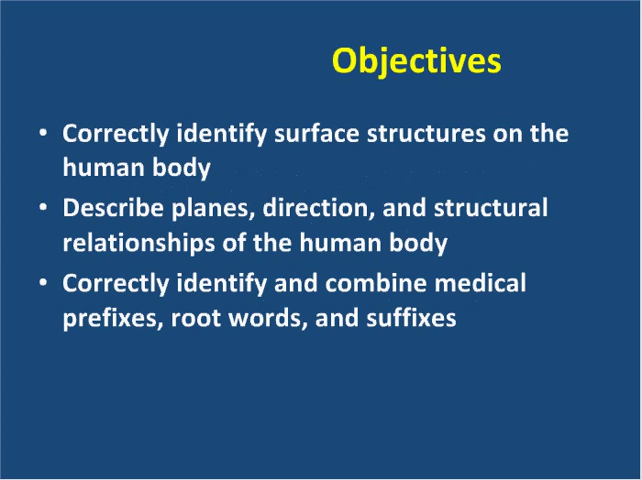 Objectives
• Correctly identify surface structures on the
human body
• Describe planes, direction, and structural
relationships of the human body
• Correctly identify and combine medical
prefixes, root words, and suffixes